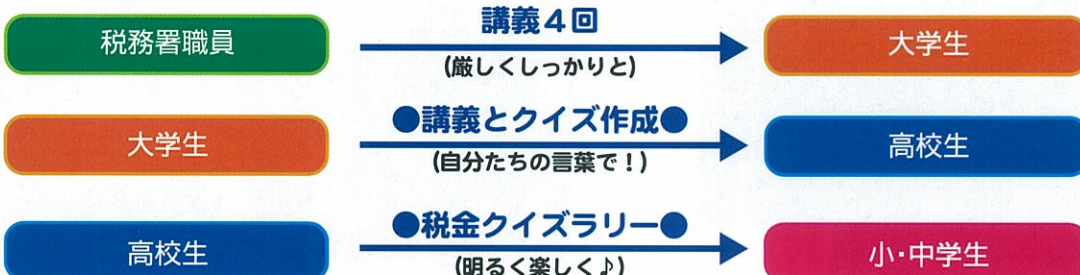 税務署職員 講義4回 大学生
(厳しくしっかりと)
大学生 ●講義とクイズ作成● 高校生
(自分たちの言葉で!)
高校生 ●税金クイズラリー● 小・中学生
(明るく楽しく♪)